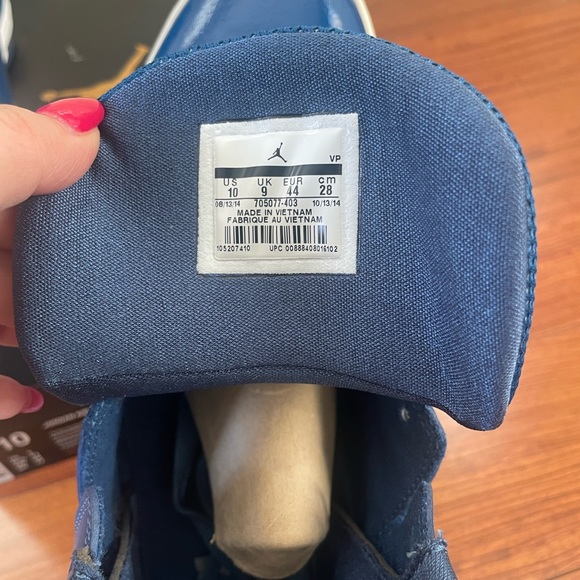 VP
US UK EUR cm
10 9 44 28
08/13/14 705077-403 10/13/14
MADE IN VIETNAM
FABRIQUE AU VIETNAM
105207410 UPC 00888408016102
10